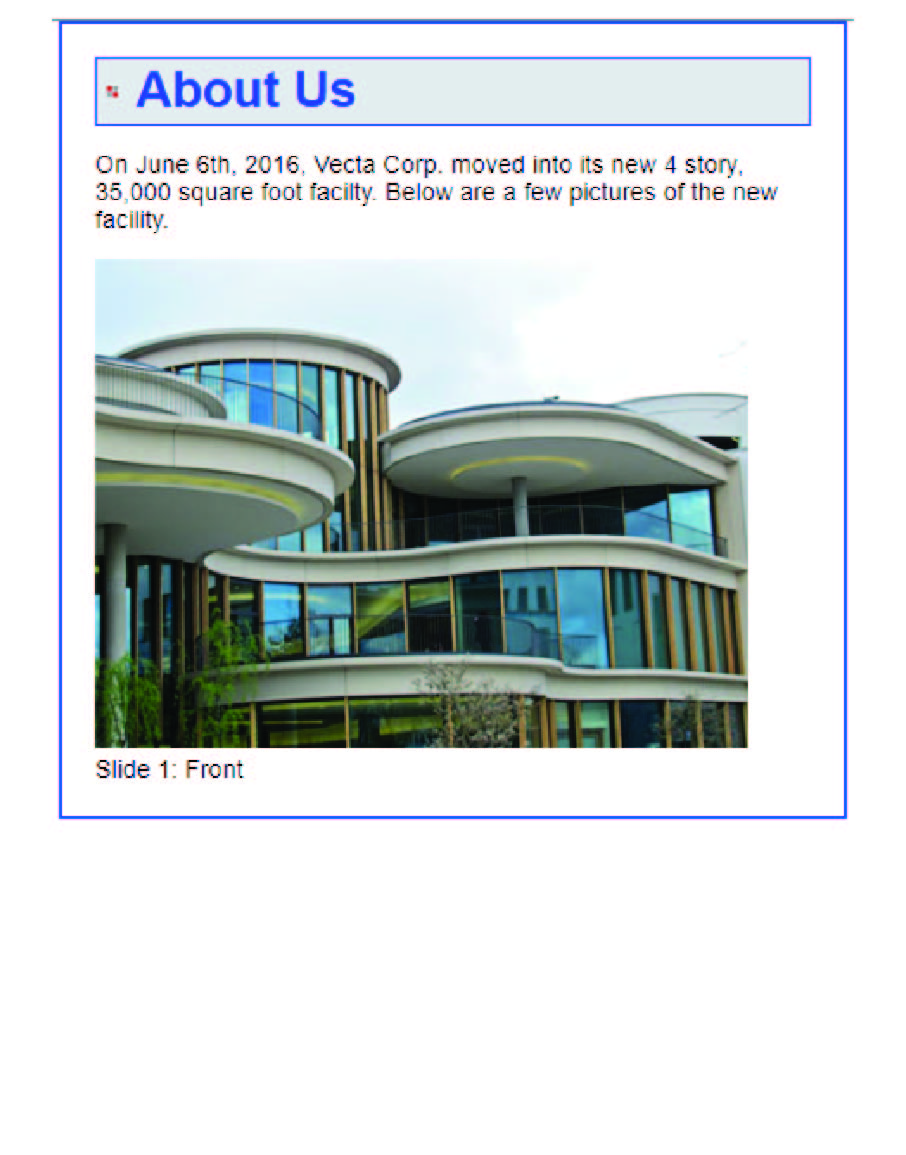 About Us
On June 6th, 2016, Vecta Corp. moved into its new 4 story,
35,000 square foot facilty. Below are a few pictures of the new
facility.
Slide 1: Front